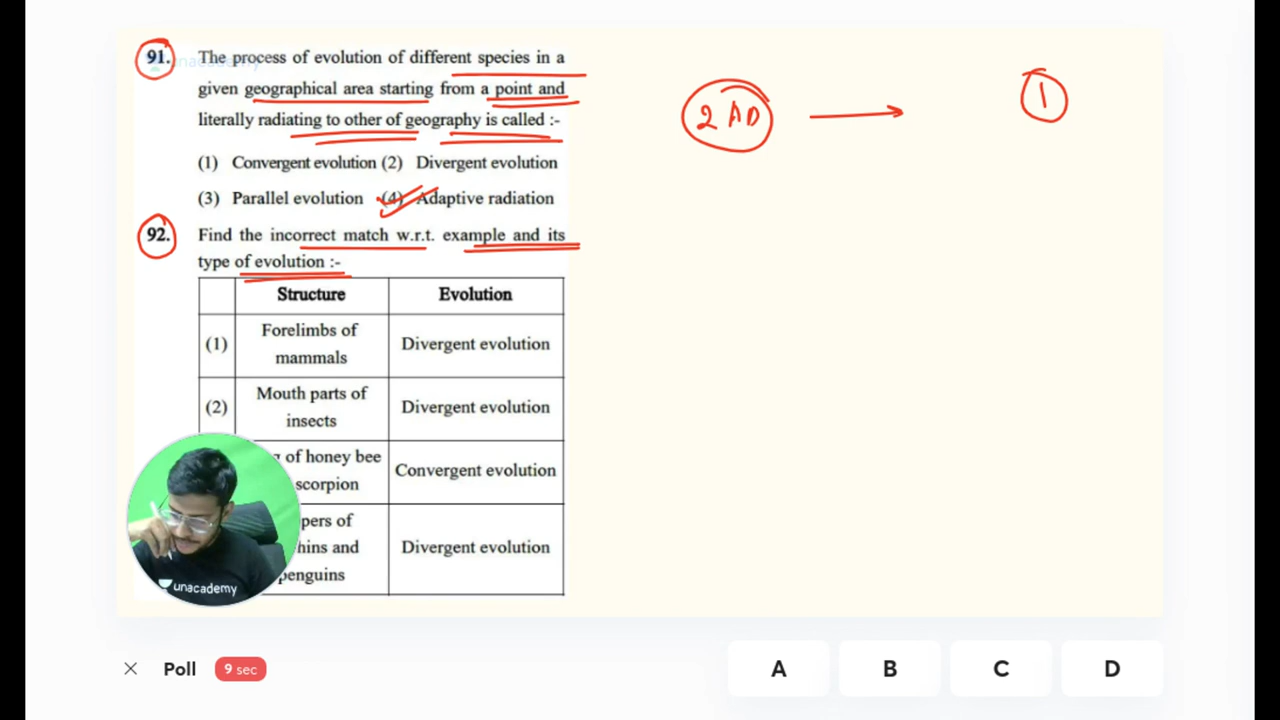 91. The process of evolution of different species in a
given geographical area starting from a point and
literally radiating to other of geography is called :-
(1) Convergent evolution (2) Divergent evolution
(3) Parallel evolution (4) Adaptive radiation
2 AD
1
92. Find the incorrect match w.r.t. example and its
type of evolution :-
Structure Evolution
(1) Forelimbs of mammals Divergent evolution
(2) Mouth parts of insects Divergent evolution
of honey bee
scorpion Convergent evolution
penguins Divergent evolution
unacademy
unacademy
× Poll 9 sec A B C D